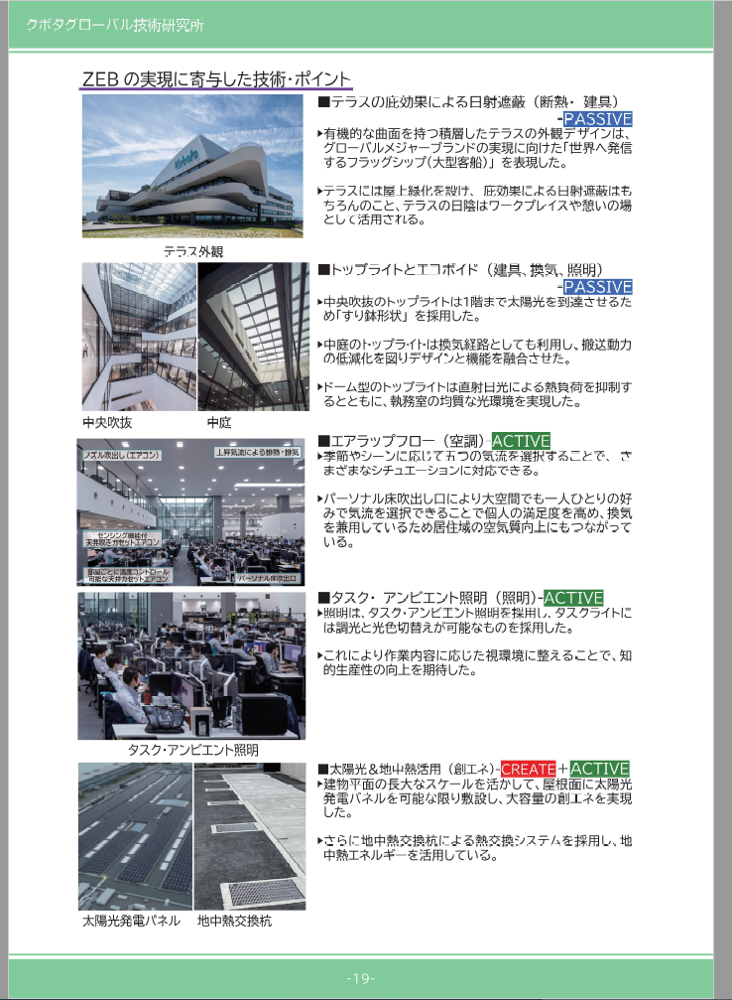 クボタグローバル技術研究所
ZEB の実現に寄与した技術・ポイント
■テラスの庇効果による日射遮蔽（断熱・ 建具）
-PASSIVE
▶有機的な曲面を持つ積層したテラスの外観デザインは、
グローバルメジャーブランドの実現に向けた「世界へ発信
するフラッグシップ（大型客船）」を表現した。
▶テラスには屋上緑化を設け、 庇効果による日射遮蔽はも
ちろんのこと、テラスの日陰はワークプレイスや憩いの場
として活用される。
Kubota
テラス外観
■トップライトとエコボイド（建具、換気、照明）
-PASSIVE
▶中央吹抜のトップライトは1階まで太陽光を到達させるた
め「すり鉢形状」を採用した。
▶中庭のトップライトは換気経路としても利用し、搬送動力
の低減化を図りデザインと機能を融合させた。
▶ドーム型のトップライトは直射日光による熱負荷を抑制す
るとともに、執務室の均質な光環境を実現した。
中央吹抜
中庭
■エアラップフロー（空調）-ACTIVE
▶季節やシーンに応じて五つの気流を選択することで、 さ
まざまなシチュエーションに対応できる。
▶パーソナル床吹出し口により大空間でも一人ひとりの好
みで気流を選択できることで個人の満足度を高め、換気
を兼用しているため居住域の空気質向上にもつながって
いる。
ノズル吹出し（エアコン）
上昇気流による排熱・排気
センシング機能付
天井吹きカセットエアコン
部屋ごとに温度コントロール
可能な天井カセットエアコン
パーソナル床吹出口
■タスク・ アンビエント照明（照明）-ACTIVE
▶照明は、タスク・アンビエント照明を採用し、タスクライトに
は調光と光色切替えが可能なものを採用した。
▶これにより作業内容に応じた視環境に整えることで、知
的生産性の向上を期待した。
タスク・アンビエント照明
■太陽光＆地中熱活用（創エネ）-CREATE＋ACTIVE
▶建物平面の長大なスケールを活かして、屋根面に太陽光
発電パネルを可能な限り敷設し、大容量の創エネを実現
した。
▶さらに地中熱交換杭による熱交換システムを採用し、地
中熱エネルギーを活用している。
太陽光発電パネル
地中熱交換杭
-19-